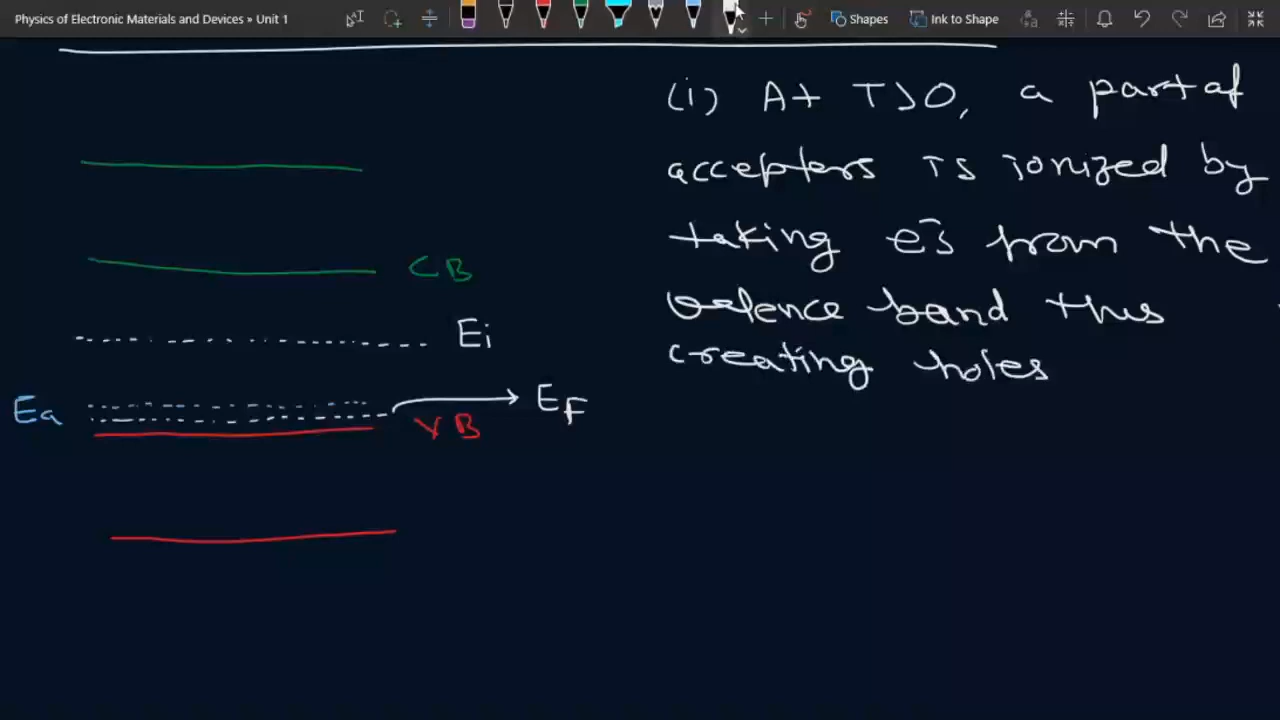 Physics of Electronic Materials and Devices » Unit 1
Shapes
Ink to Shape
(i) At T>0, a part of
accepters is ionized by
taking e⁻s from the
valence band thus
creating holes
CB
Ei
Ea
EF
VB